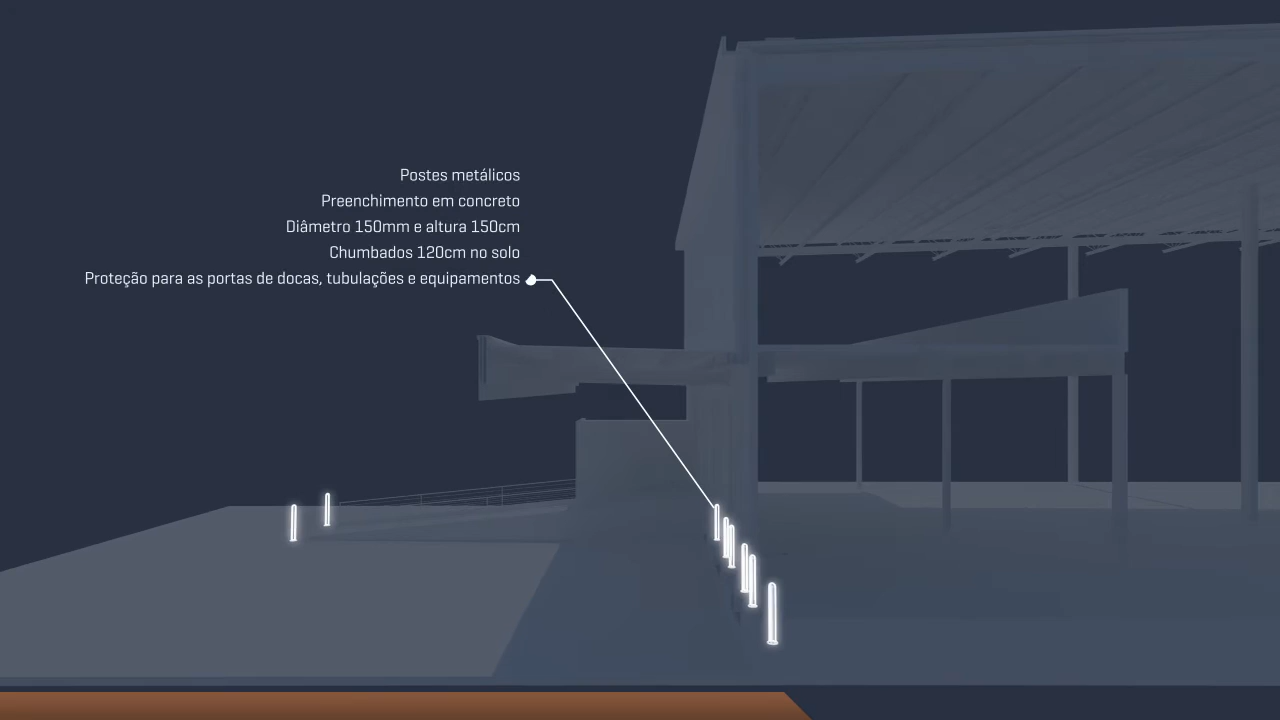 Postes metálicos
Preenchimento em concreto
Diâmetro 150mm e altura 150cm
Chumbados 120cm no solo
Proteção para as portas de docas, tubulações e equipamentos